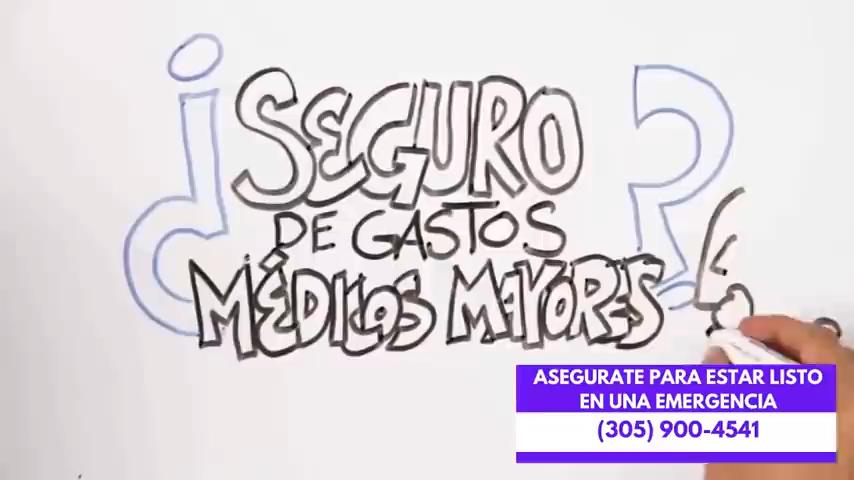 ¿SEGURO
DE GASTOS
MÉDICOS MAYORES?
ASEGURATE PARA ESTAR LISTO
EN UNA EMERGENCIA
(305) 900-4541